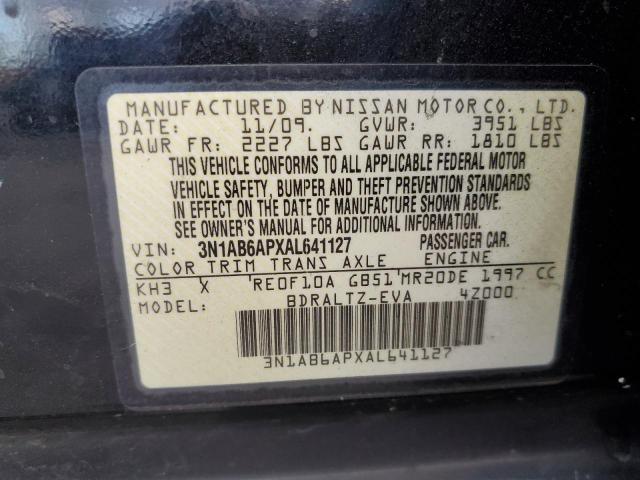 MANUFACTURED BY NISSAN MOTOR CO., LTD.
DATE: 11/09. GVWR: 3951 LBS
GAWR FR: 2227 LBS GAWR RR: 1810 LBS
THIS VEHICLE CONFORMS TO ALL APPLICABLE FEDERAL MOTOR
VEHICLE SAFETY, BUMPER AND THEFT PREVENTION STANDARDS
IN EFFECT ON THE DATE OF MANUFACTURE SHOWN ABOVE.
SEE OWNER'S MANUAL FOR ADDITIONAL INFORMATION.
VIN: 3N1AB6APXAL641127 PASSENGER CAR.
COLOR TRIM TRANS AXLE ENGINE
KH3 X RE0F10A GB51 MR20DE 1997 CC
MODEL: BDRALTZ-EVA 4Z000
3N1AB6APXAL641127